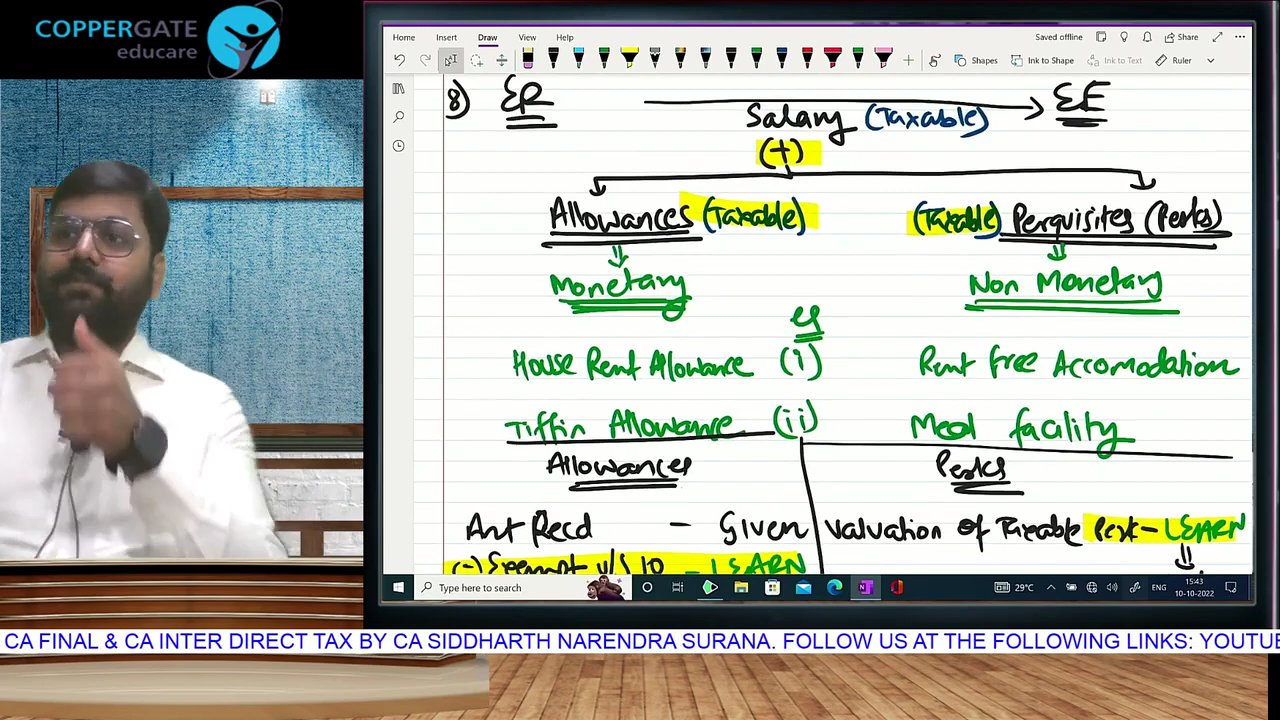 COPPERGATE
educare
Home Insert Draw View Help
Saved offline
Share
Shapes
Ink to Shape
Ink to Text
Ruler
8) ER EE
Salary (Taxable)
(+)
Allowances (Taxable)
(Taxable) Perquisites (Perks)
Monetary
Non Monetary
eg
House Rent Allowance (i) Rent free Accomodation
Tiffin Allowance (ii) Meal facility
Allowances
Perks
Amt Recd - Given
Valuation of Taxable Perk - LEARN
(-) Exempt u/s 10 - LEARN
Type here to search
29°C
ENG
15:43
10-10-2022
CA FINAL & CA INTER DIRECT TAX BY CA SIDDHARTH NARENDRA SURANA. FOLLOW US AT THE FOLLOWING LINKS: YOUTU